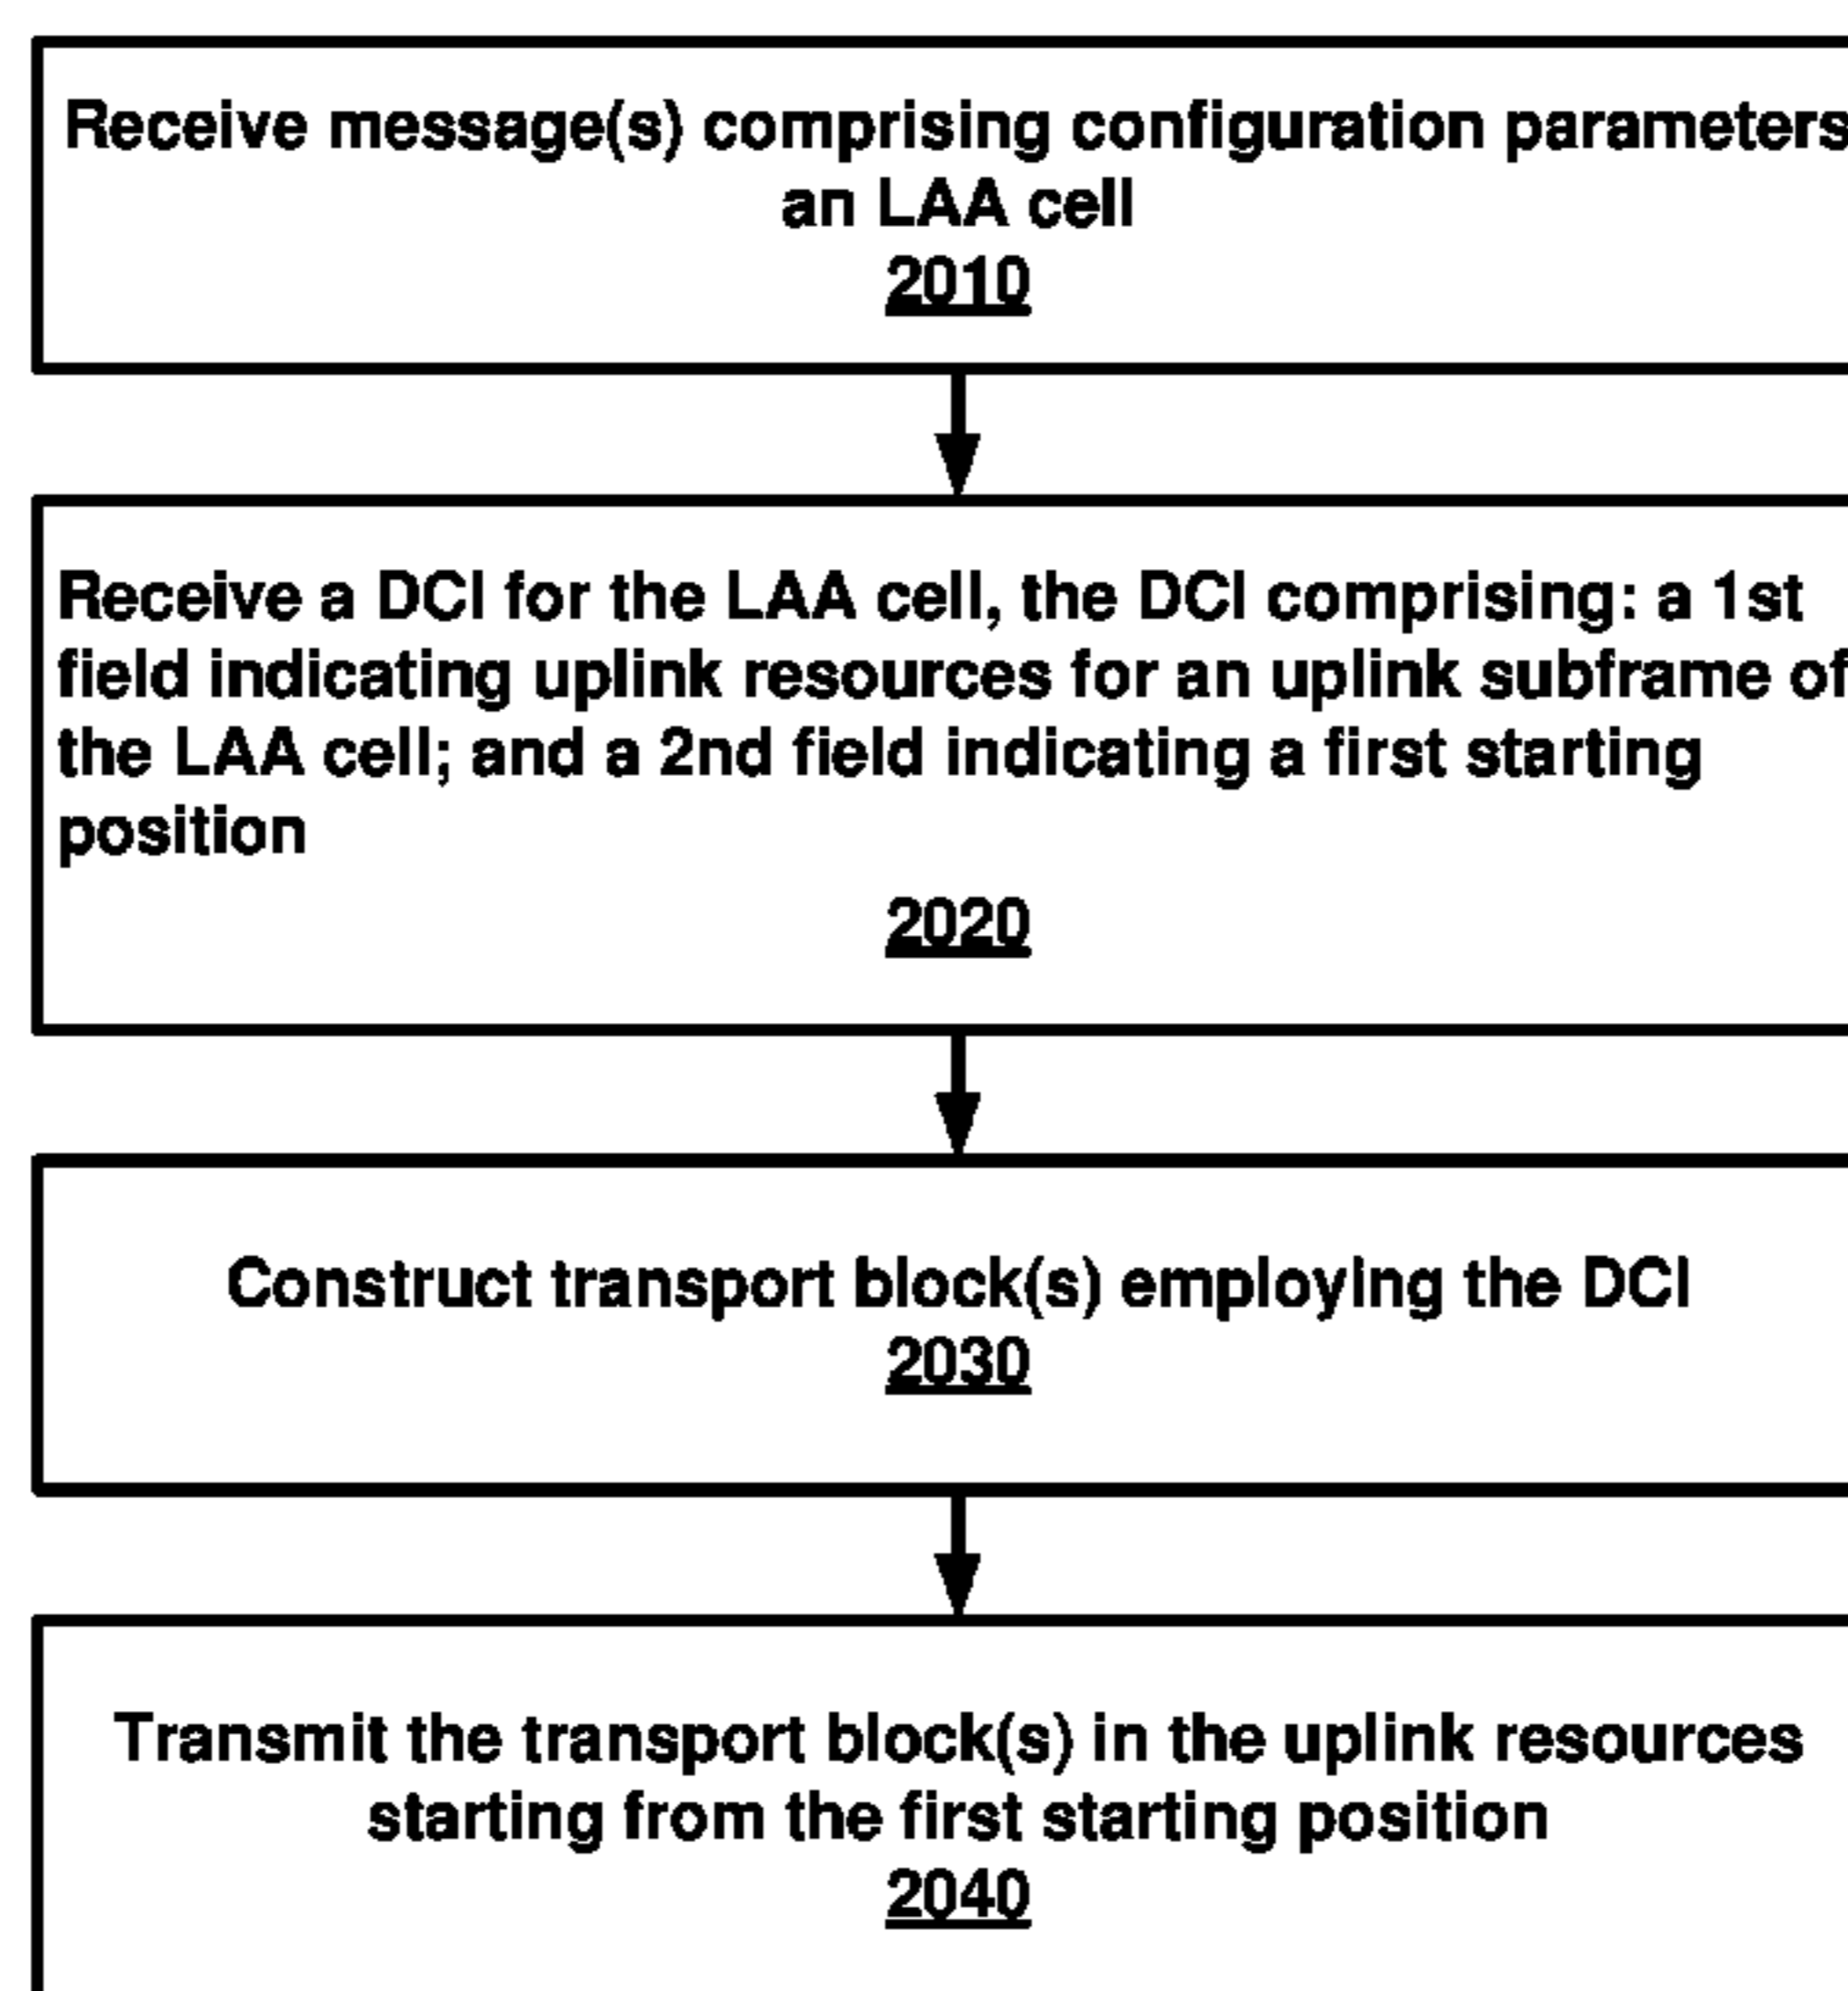 Receive message(s) comprising configuration parameters
an LAA cell
2010
Receive a DCI for the LAA cell, the DCI comprising: a 1st
field indicating uplink resources for an uplink subframe of
the LAA cell; and a 2nd field indicating a first starting
position
2020
Construct transport block(s) employing the DCI
2030
Transmit the transport block(s) in the uplink resources
starting from the first starting position
2040